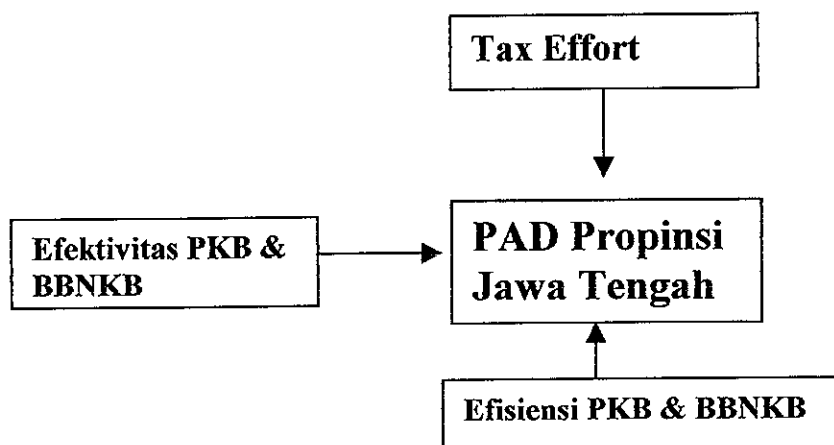 Tax Effort
Efektivitas PKB &
BBNKB
PAD Propinsi
Jawa Tengah
Efisiensi PKB & BBNKB